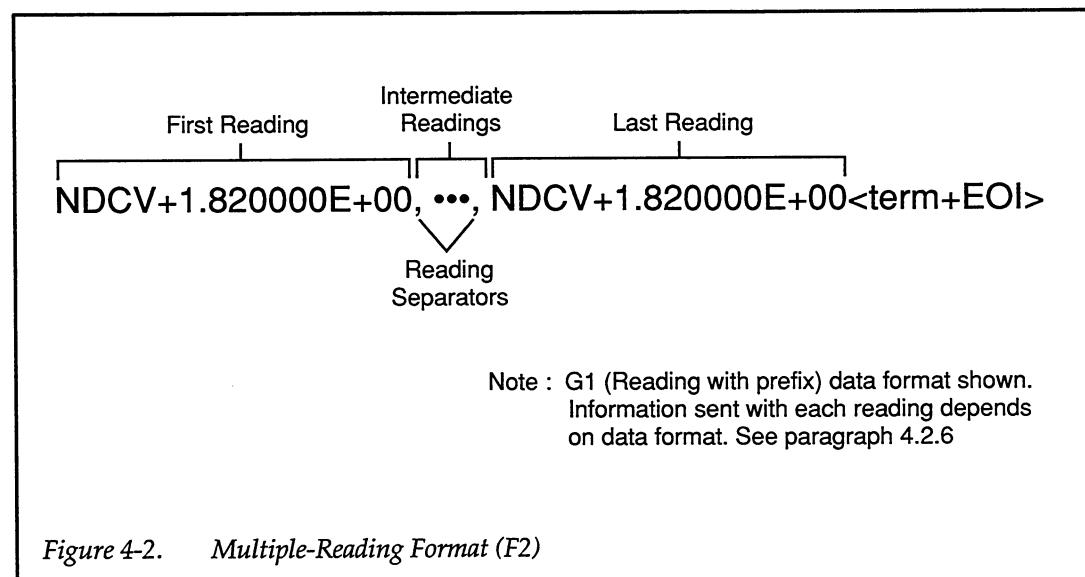 Intermediate
First Reading Readings Last Reading
NDCV+1.820000E+00, •••, NDCV+1.820000E+00<term+EOI>
Reading
Separators
Note : G1 (Reading with prefix) data format shown.
Information sent with each reading depends
on data format. See paragraph 4.2.6
Figure 4-2. Multiple-Reading Format (F2)